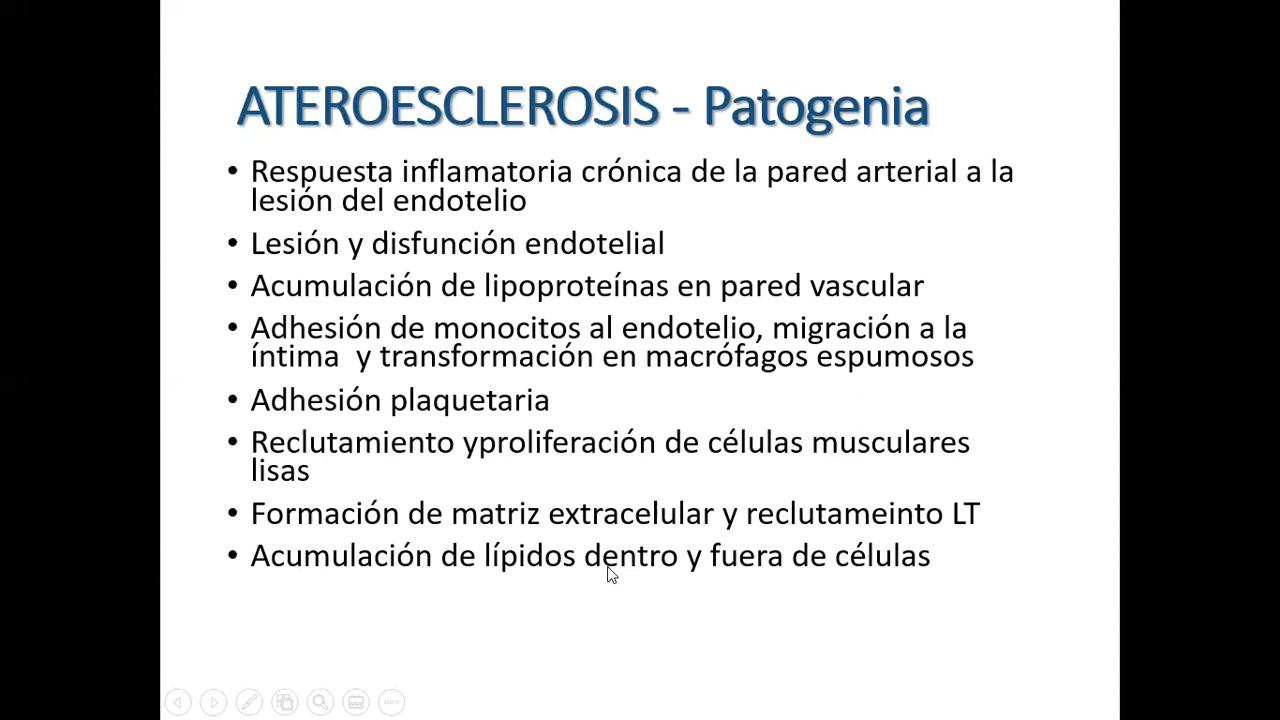 ATEROESCLEROSIS - Patogenia
• Respuesta inflamatoria crónica de la pared arterial a la
lesión del endotelio
• Lesión y disfunción endotelial
• Acumulación de lipoproteínas en pared vascular
• Adhesión de monocitos al endotelio, migración a la
íntima  y transformación en macrófagos espumosos
• Adhesión plaquetaria
• Reclutamiento yproliferación de células musculares
lisas
• Formación de matriz extracelular y reclutameinto LT
• Acumulación de lípidos dentro y fuera de células